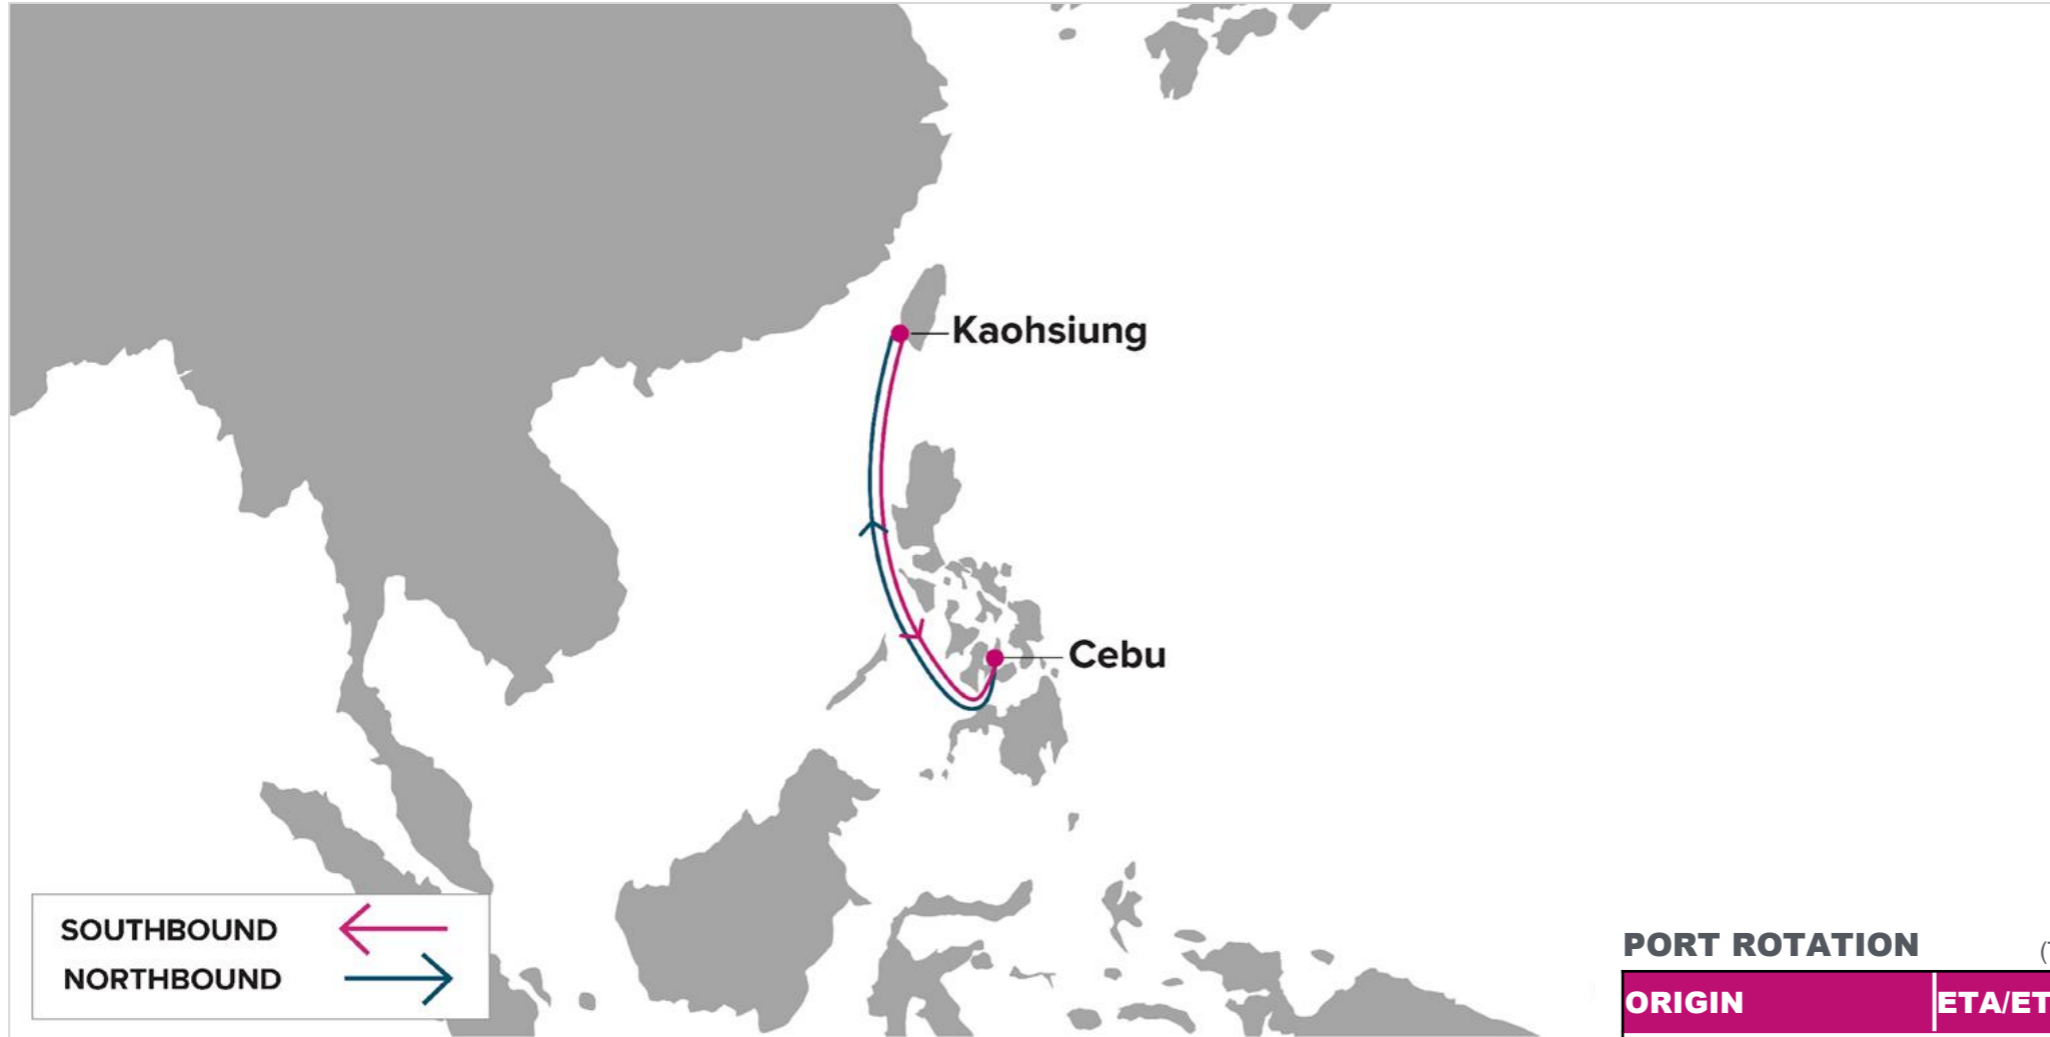 Kaohsiung
Cebu
SOUTHBOUND
NORTHBOUND
PORT ROTATION
ORIGIN